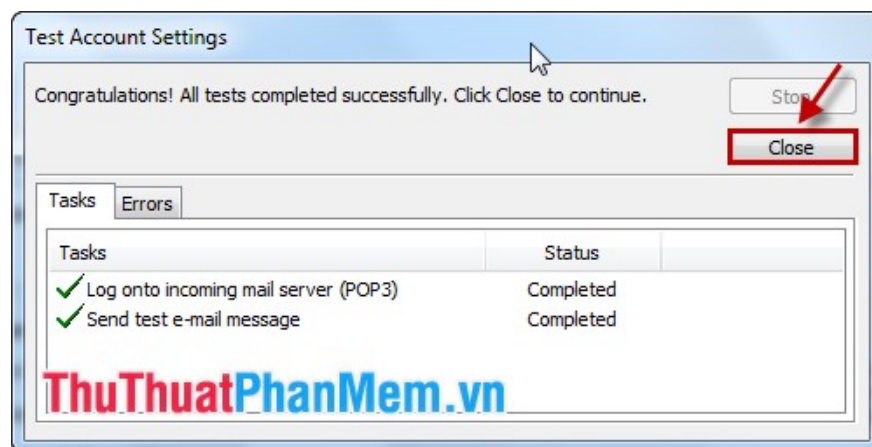 Test Account Settings
Congratulations! All tests completed successfully. Click Close to continue.
Stop
Close
Tasks Errors
Tasks Status
Log onto incoming mail server (POP3) Completed
Send test e-mail message Completed
ThuThuatPhanMem.vn